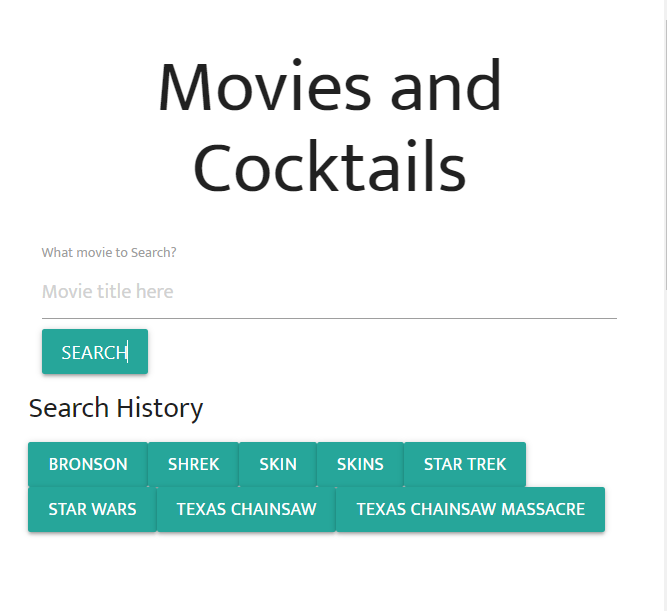 Movies and
Cocktails
What movie to Search?
Movie title here
SEARCH
Search History
BRONSON SHREK SKIN SKINS STAR TREK
STAR WARS TEXAS CHAINSAW TEXAS CHAINSAW MASSACRE